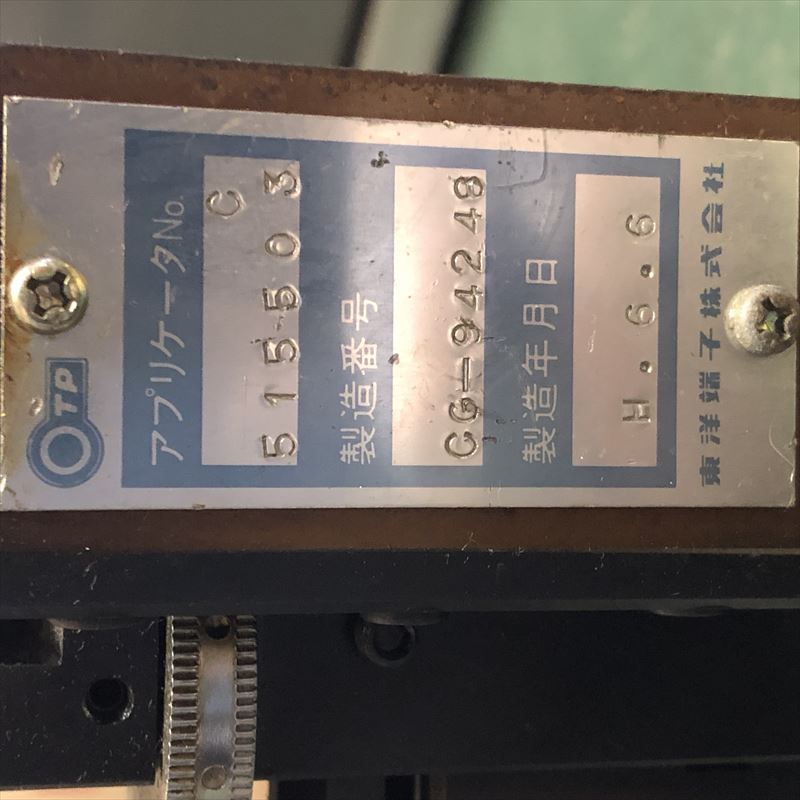 OTP
アプリケータNo.
C
515503
製造番号
CG-94248
製造年月日
H.6.6
東洋端子株式会社